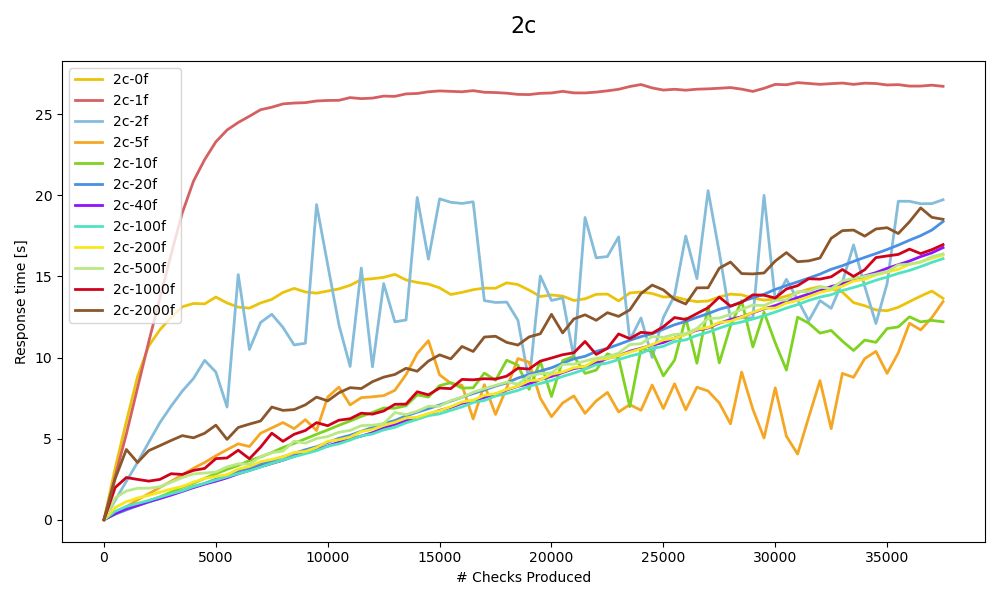 2c
2c-0f
2c-1f
2c-2f
2c-5f
2c-10f
2c-20f
2c-40f
2c-100f
2c-200f
2c-500f
2c-1000f
2c-2000f
Response time [s]
25
20
15
10
5
0
0 5000 10000 15000 20000 25000 30000 35000
# Checks Produced